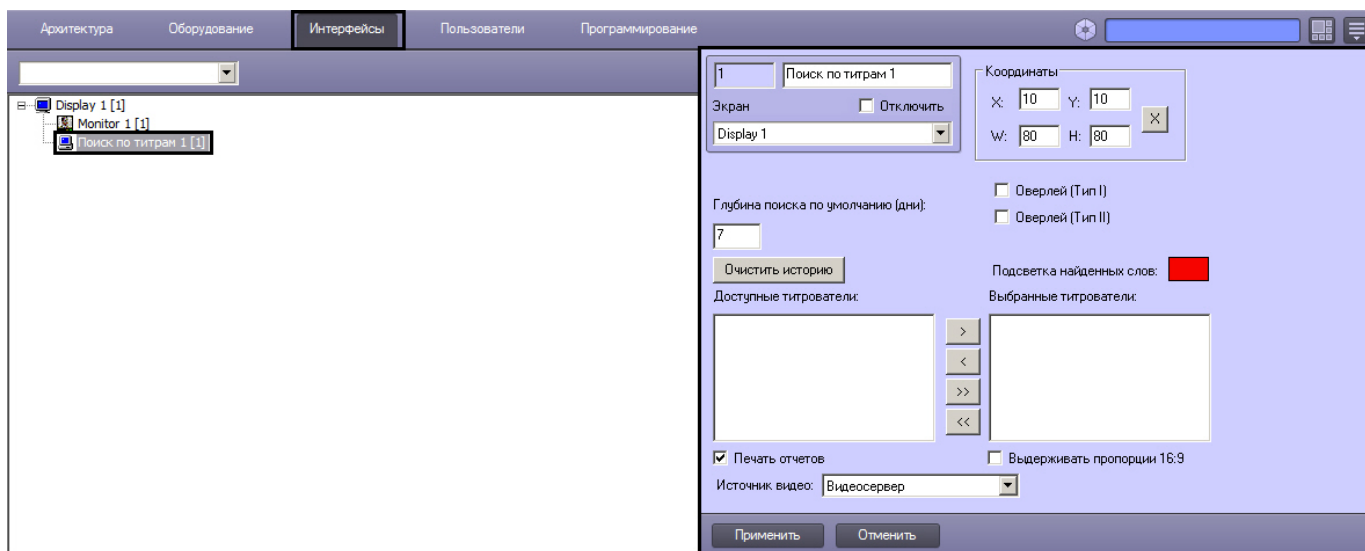 Архитектура Оборудование Интерфейсы Пользователи Программирование
Display 1 [1]
Monitor 1 [1]
Поиск по титрам 1 [1]
1 Поиск по титрам 1
Экран Отключить
Display 1
Координаты
X: 10 Y: 10
X
W: 80 H: 80
Глубина поиска по умолчанию (дни):
7
Оверлей (Тип I)
Оверлей (Тип II)
Очистить историю
Подсветка найденных слов:
Доступные титрователи: Выбранные титрователи:
>
<
>>
<<
Печать отчетов Выдерживать пропорции 16:9
Источник видео: Видеосервер
Применить Отменить